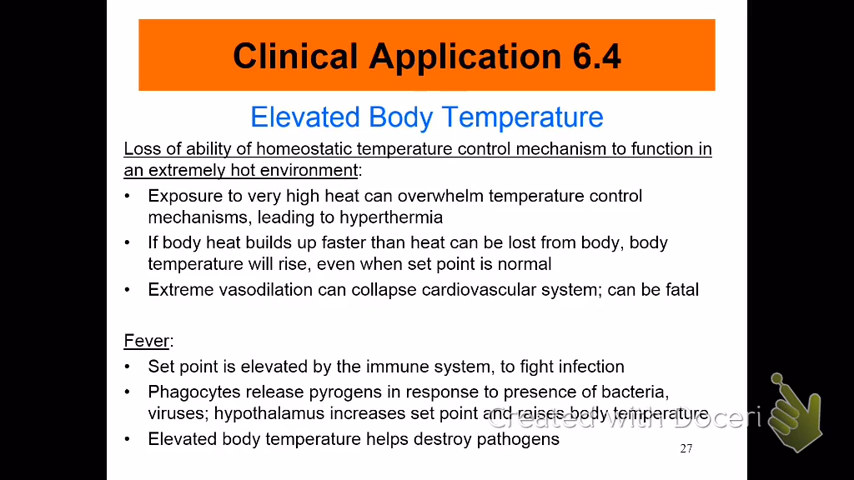 Clinical Application 6.4
Elevated Body Temperature
Loss of ability of homeostatic temperature control mechanism to function in
an extremely hot environment:
• Exposure to very high heat can overwhelm temperature control
mechanisms, leading to hyperthermia
• If body heat builds up faster than heat can be lost from body, body
temperature will rise, even when set point is normal
• Extreme vasodilation can collapse cardiovascular system; can be fatal
Fever:
• Set point is elevated by the immune system, to fight infection
• Phagocytes release pyrogens in response to presence of bacteria,
viruses; hypothalamus increases set point and raises body temperature
Created with Doceri
• Elevated body temperature helps destroy pathogens
27